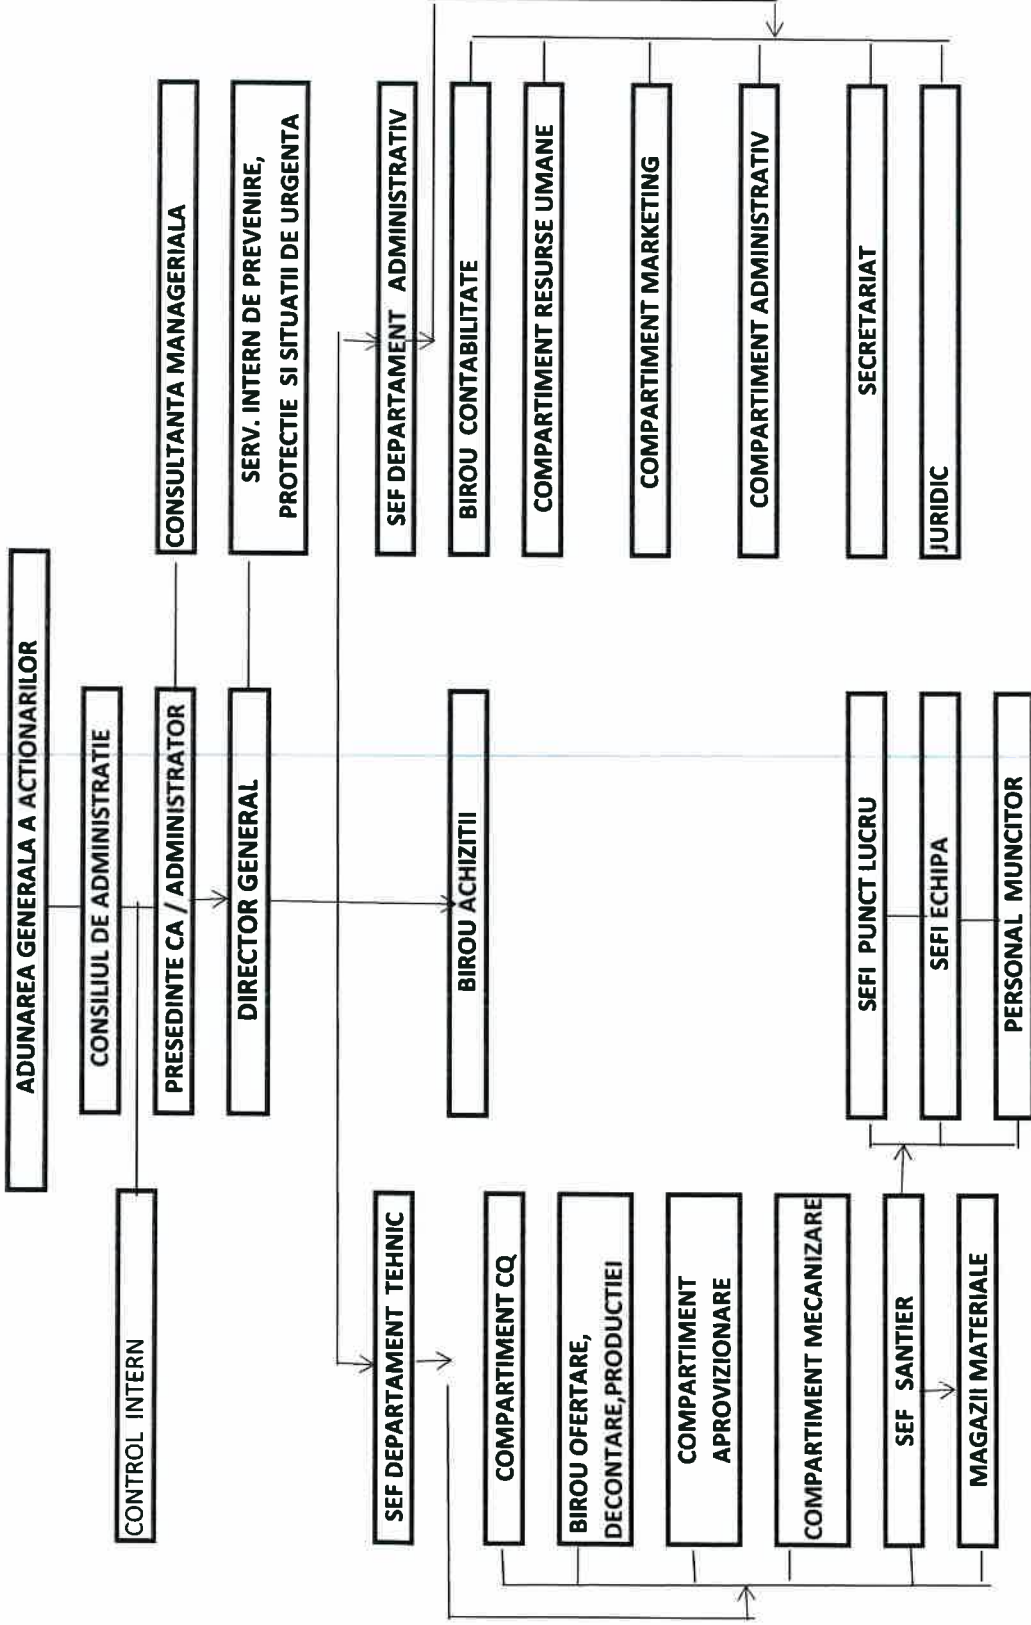 ADUNAREA GENERALA A ACTIONARILOR
CONSILIUL DE ADMINISTRATIE
CONTROL INTERN
PRESEDINTE CA / ADMINISTRATOR
CONSULTANTA MANAGERIALA
DIRECTOR GENERAL
SERV. INTERN DE PREVENIRE,
PROTECTIE SI SITUATII DE URGENTA
SEF DEPARTAMENT TEHNIC
SEF DEPARTAMENT ADMINISTRATIV
COMPARTIMENT CQ
BIROU OFERTARE,
DECONTARE,PRODUCTIEI
COMPARTIMENT
APROVIZIONARE
COMPARTIMENT MECANIZARE
SEF SANTIER
MAGAZII MATERIALE
BIROU ACHIZITII
SEFI PUNCT LUCRU
SEFI ECHIPA
PERSONAL MUNCITOR
BIROU CONTABILITATE
COMPARTIMENT RESURSE UMANE
COMPARTIMENT MARKETING
COMPARTIMENT ADMINISTRATIV
SECRETARIAT
JURIDIC